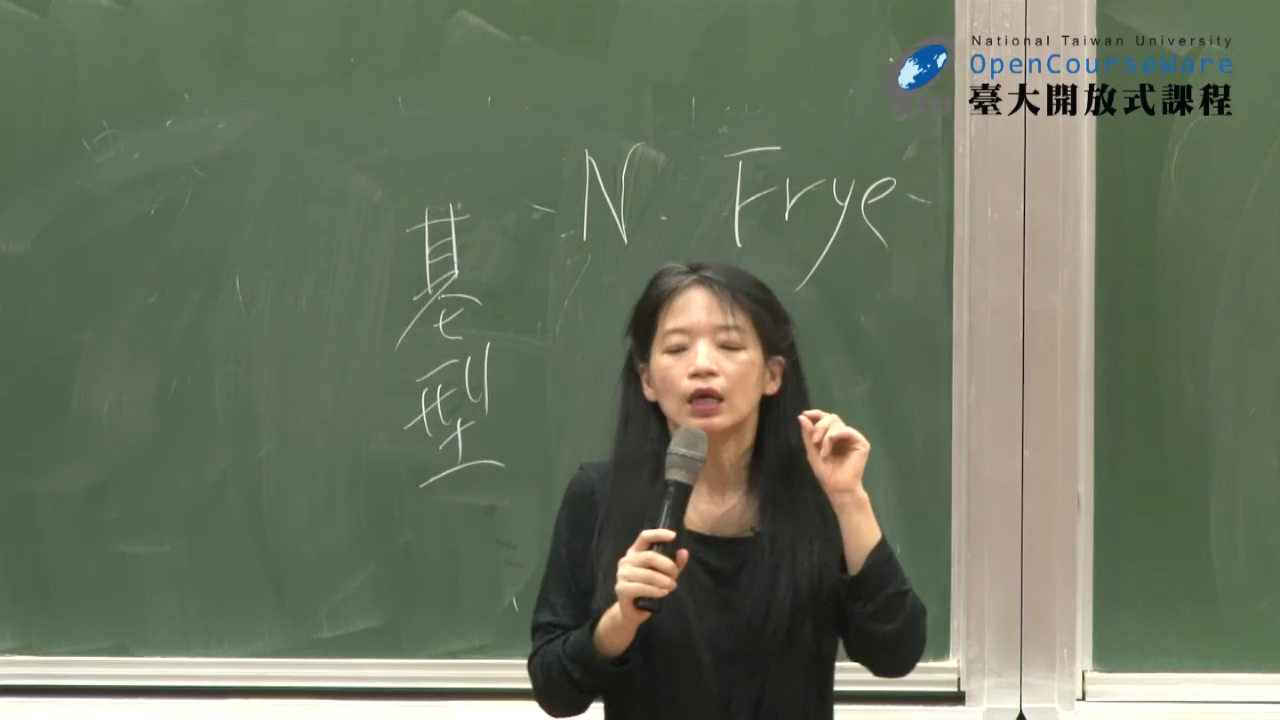 National Taiwan University
OpenCourseWare
臺大開放式課程
N. Frye
基型